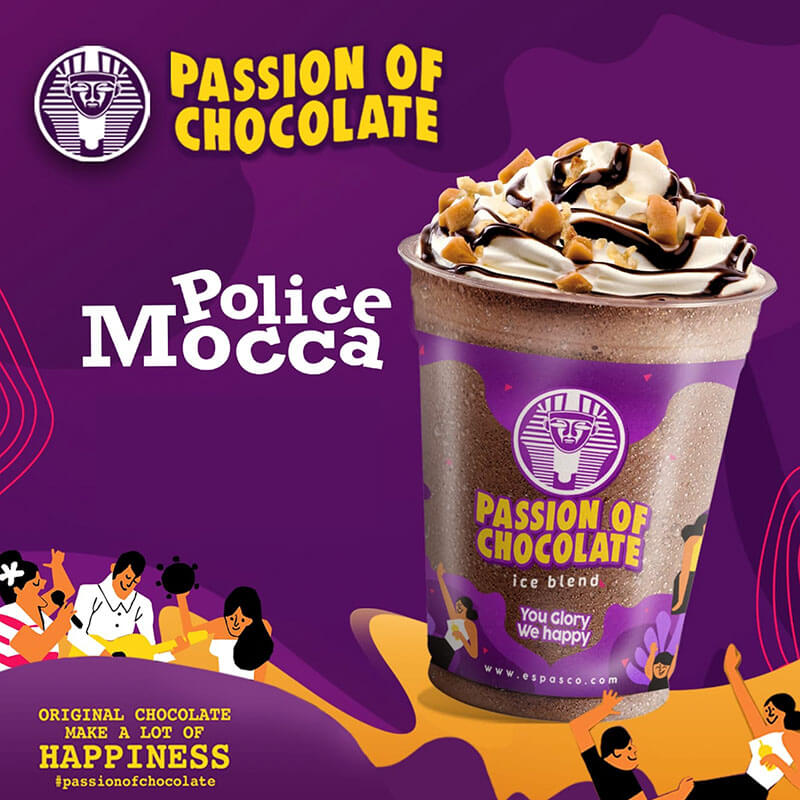 PASSION OF
CHOCOLATE
Police
Mocca
PASSION OF
CHOCOLATE
ice blend
You Glory
We happy
www.espasco.com
ORIGINAL CHOCOLATE
MAKE A LOT OF
HAPPINESS
#passionofchocolate